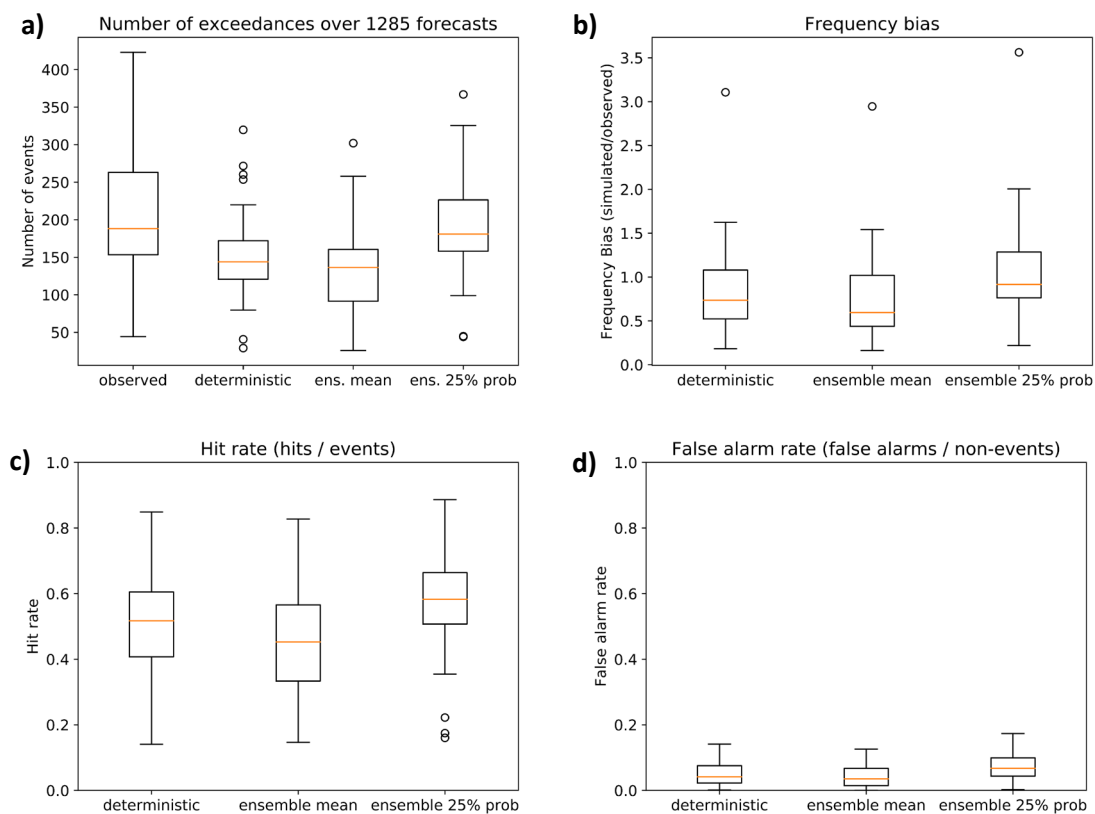 a)
Number of exceedances over 1285 forecasts
Number of events
400
350
300
250
200
150
100
50
observed
deterministic
ens. mean
ens. 25% prob
b)
Frequency bias
Frequency Bias (simulated/observed)
3.5
3.0
2.5
2.0
1.5
1.0
0.5
0.0
deterministic
ensemble mean
ensemble 25% prob
c)
Hit rate (hits / events)
Hit rate
1.0
0.8
0.6
0.4
0.2
0.0
deterministic
ensemble mean
ensemble 25% prob
d)
False alarm rate (false alarms / non-events)
False alarm rate
1.0
0.8
0.6
0.4
0.2
0.0
deterministic
ensemble mean
ensemble 25% prob